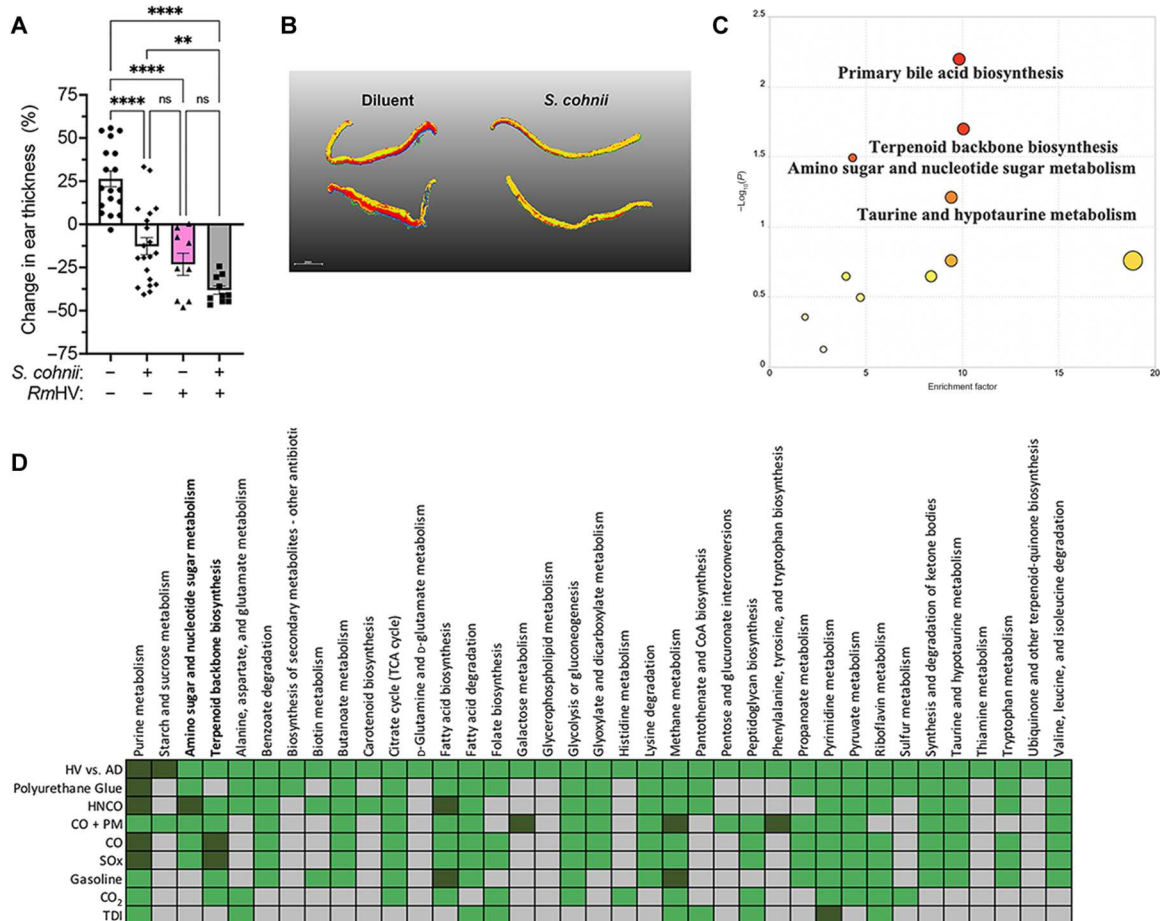 A
****
**
****
****
ns
ns
Change in ear thickness (%)
75
50
25
0
−25
−50
−75
S. cohnii:
−
+
−
+
RmHV:
−
−
+
+
B
Diluent
S. cohnii
C
Primary bile acid biosynthesis
Terpenoid backbone biosynthesis
Amino sugar and nucleotide sugar metabolism
Taurine and hypotaurine metabolism
−Log10(P)
2.5
2
1.5
1
0.5
0
0
5
10
15
20
Enrichment factor
D
Purine metabolism
Starch and sucrose metabolism
Amino sugar and nucleotide sugar metabolism
Terpenoid backbone biosynthesis
Alanine, aspartate, and glutamate metabolism
Benzoate degradation
Biosynthesis of secondary metabolites - other antibiotic
Biotin metabolism
Butanoate metabolism
Carotenoid biosynthesis
Citrate cycle (TCA cycle)
Fatty acid biosynthesis
D-Glutamine and D-glutamate metabolism
Fatty acid degradation
Folate biosynthesis
Galactose metabolism
Glycerophospholipid metabolism
Glycolysis or gluconeogenesis
Glyoxylate and dicarboxylate metabolism
Histidine metabolism
Lysine degradation
Methane metabolism
Pantothenate and CoA biosynthesis
Pentose and glucuronate interconversions
Peptidoglycan biosynthesis
Phenylalanine, tyrosine, and tryptophan biosynthesis
Propanoate metabolism
Pyrimidine metabolism
Pyruvate metabolism
Riboflavin metabolism
Sulfur metabolism
Synthesis and degradation of ketone bodies
Taurine and hypotaurine metabolism
Thiamine metabolism
Tryptophan metabolism
Ubiquinone and other terpenoid-quinone biosynthesis
Valine, leucine, and isoleucine degradation
HV vs. AD
Polyurethane Glue
HNCO
CO + PM
CO
SOx
Gasoline
CO2
TDI